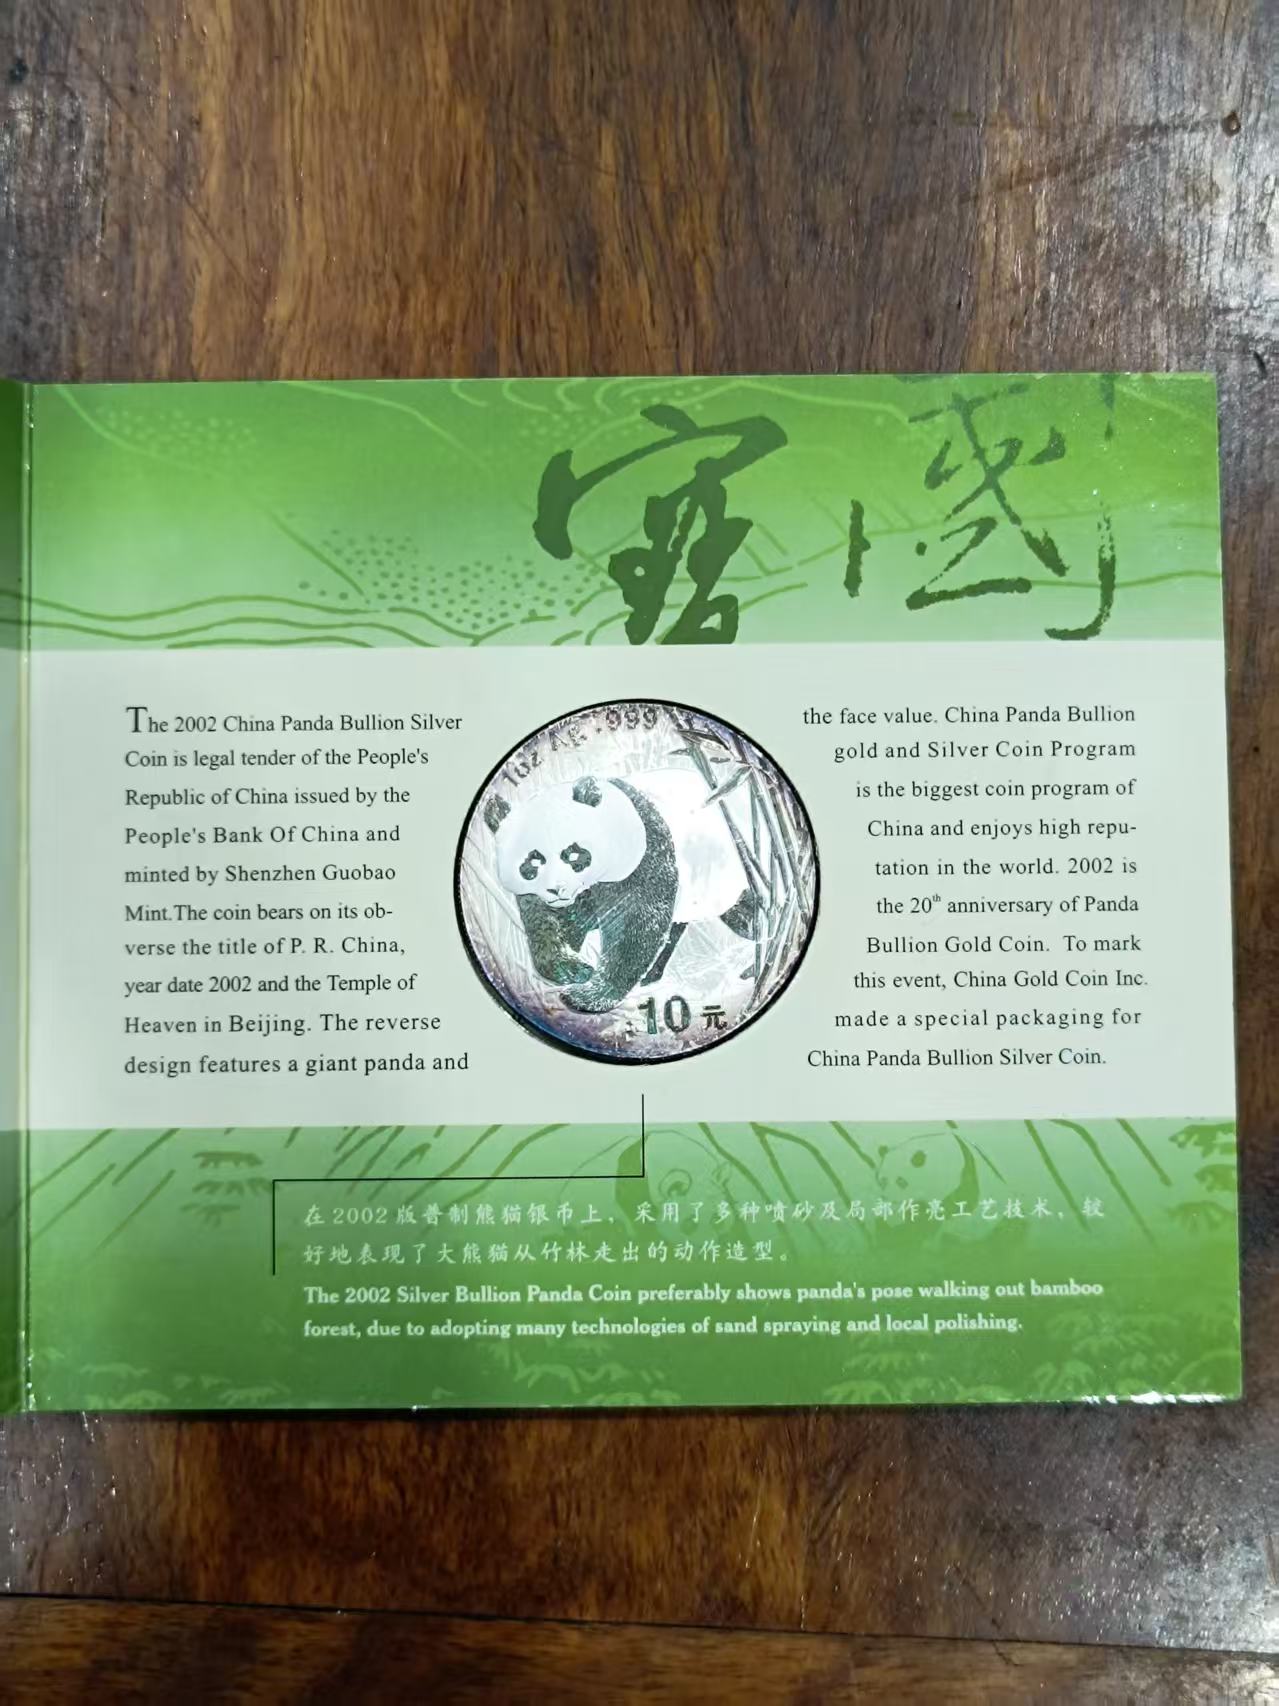 寶 國
The 2002 China Panda Bullion Silver
Coin is legal tender of the People's
Republic of China issued by the
People's Bank Of China and
minted by Shenzhen Guobao
Mint.The coin bears on its ob-
verse the title of P. R. China,
year date 2002 and the Temple of
Heaven in Beijing. The reverse
design features a giant panda and
1oz Ag .999
10元
the face value. China Panda Bullion
gold and Silver Coin Program
is the biggest coin program of
China and enjoys high repu-
tation in the world. 2002 is
the 20th anniversary of Panda
Bullion Gold Coin. To mark
this event, China Gold Coin Inc.
made a special packaging for
China Panda Bullion Silver Coin.
在2002版普制熊猫银币上，采用了多种喷砂及局部作亮工艺技术，较
好地表现了大熊猫从竹林走出的动作造型。
The 2002 Silver Bullion Panda Coin preferably shows panda's pose walking out bamboo
forest, due to adopting many technologies of sand spraying and local polishing.